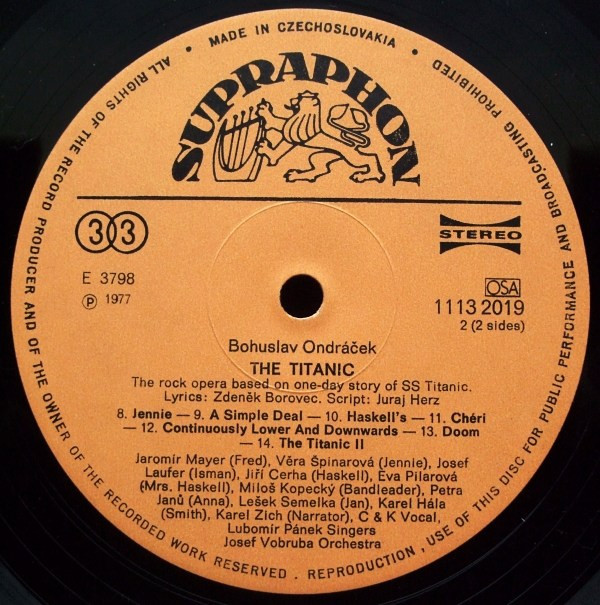 ALL RIGHTS OF THE RECORD PRODUCER AND OF THE OWNER OF THE RECORDED WORK RESERVED . REPRODUCTION , USE OF THIS DISC FOR PUBLIC PERFORMANCE AND BROADCASTING PROHIBITED
• MADE IN CZECHOSLOVAKIA •
SUPRAPHON
33
STEREO
E 3798
Ⓟ 1977
OSA
1113 2019
2 (2 sides)
Bohuslav Ondráček
THE TITANIC
The rock opera based on one-day story of SS Titanic.
Lyrics: Zdeněk Borovec. Script: Juraj Herz
8. Jennie — 9. A Simple Deal — 10. Haskell's — 11. Chéri
— 12. Continuously Lower And Downwards — 13. Doom
— 14. The Titanic II
Jaromír Mayer (Fred), Věra Špinarová (Jennie), Josef
Laufer (Isman), Jiří Cerha (Haskell), Eva Pilarová
(Mrs. Haskell), Miloš Kopecký (Bandleader), Petra
Janů (Anna), Lešek Semelka (Jan), Karel Hála
(Smith), Karel Zich (Narrator), C & K Vocal,
Lubomír Pánek Singers
Josef Vobruba Orchestra